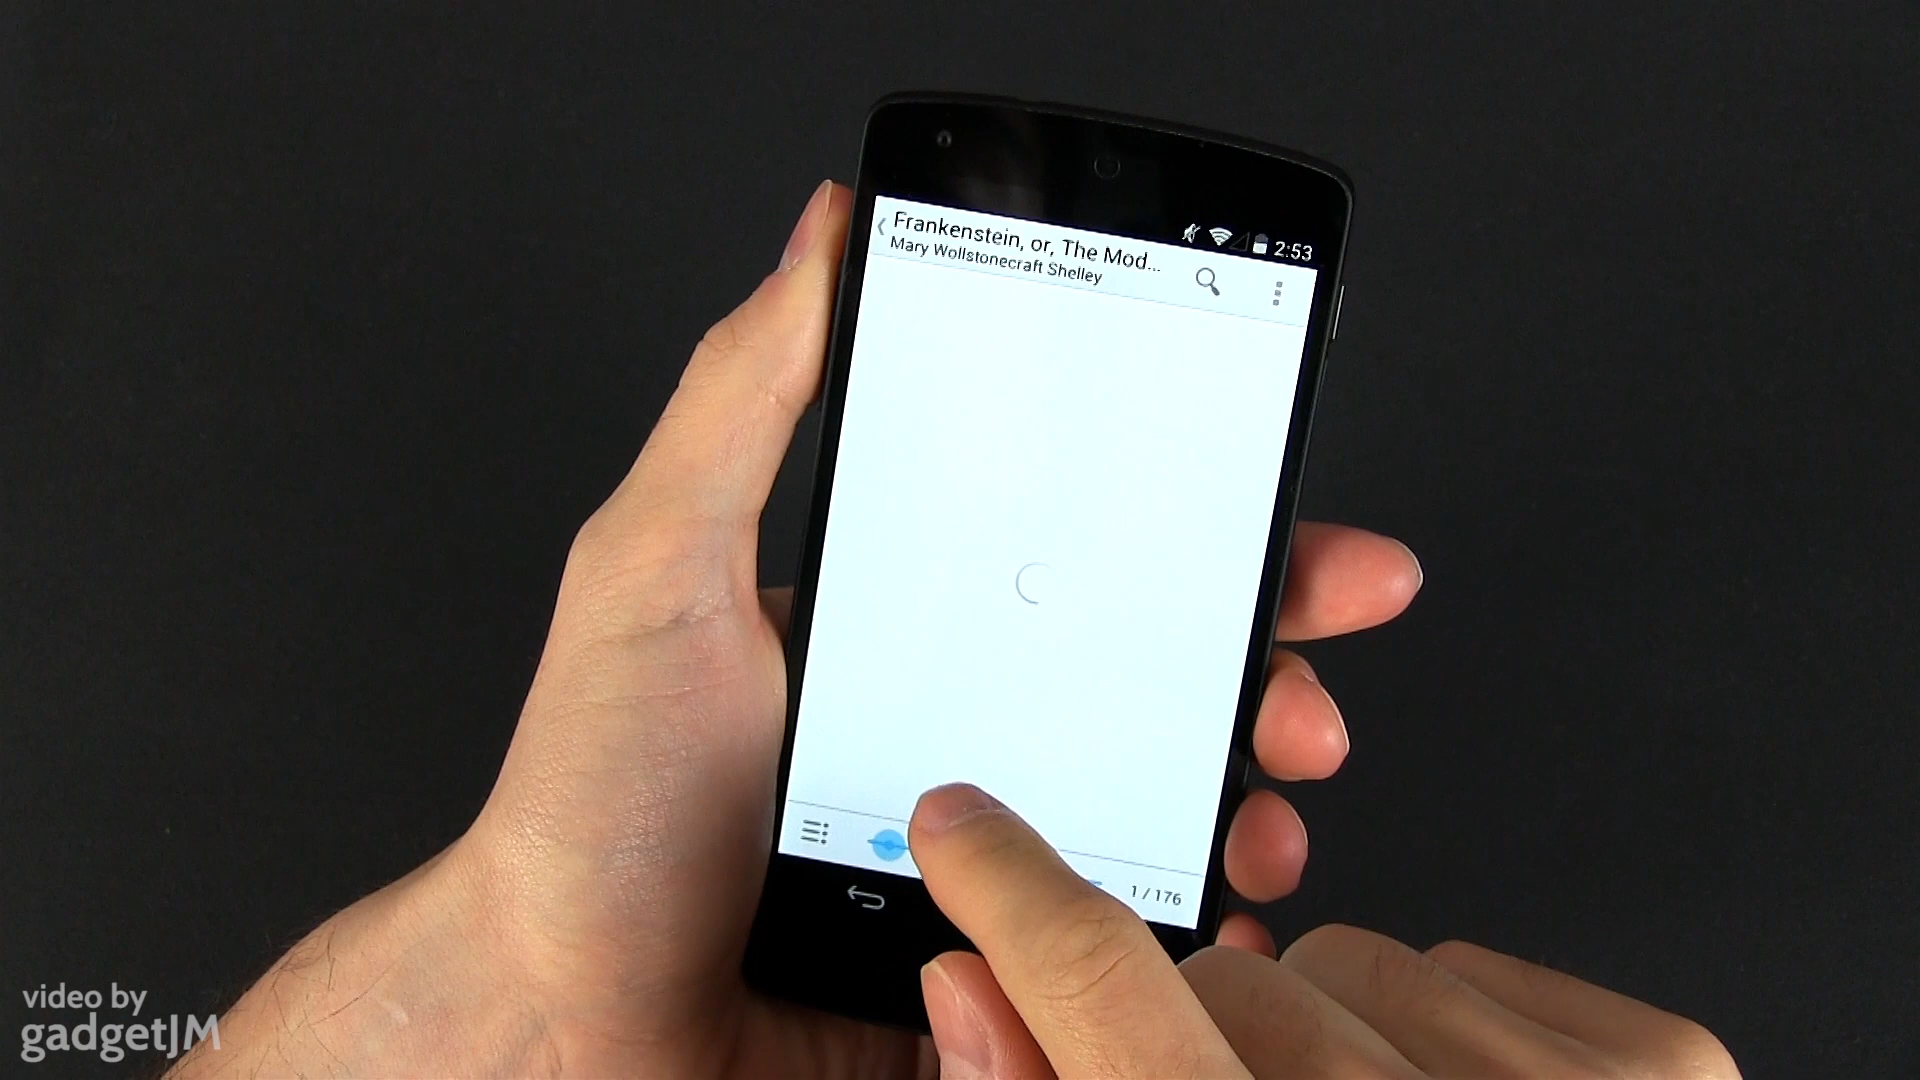 2:53
Frankenstein, or, The Mod...
Mary Wollstonecraft Shelley
1 / 176
video by
gadgetJM